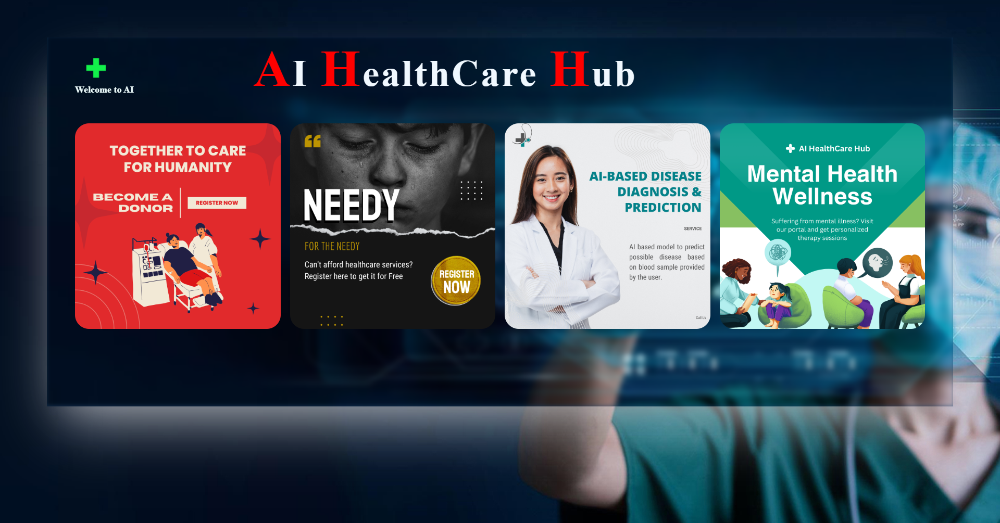 AI HealthCare Hub
Welcome to AI
TOGETHER TO CARE
FOR HUMANITY
BECOME A
DONOR
REGISTER NOW
NEEDY
FOR THE NEEDY
Can't afford healthcare services?
Register here to get it for Free
REGISTER
NOW
AI-BASED DISEASE
DIAGNOSIS &
PREDICTION
SERVICE
AI based model to predict
possible disease based
on blood sample provided
by the user.
Call Us
AI HealthCare Hub
Mental Health
Wellness
Suffering from mental illness? Visit
our portal and get personalized
therapy sessions